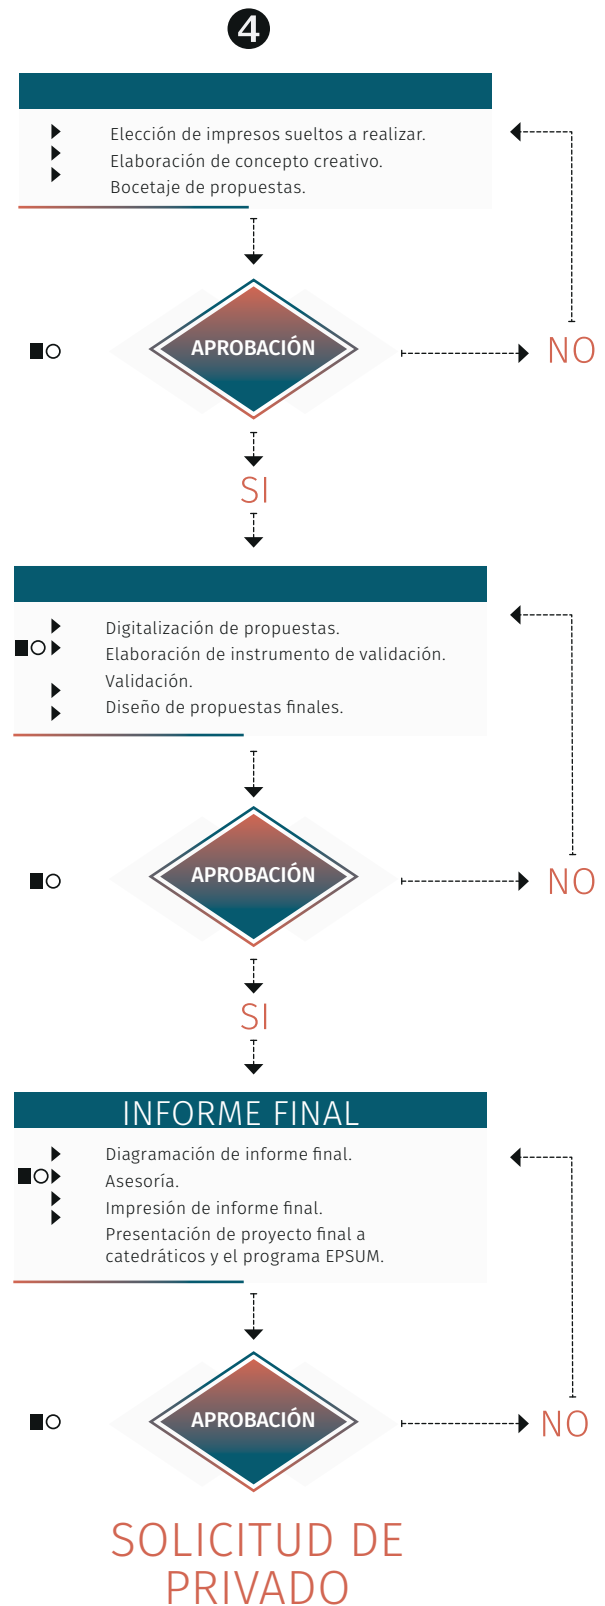 4
Elección de impresos sueltos a realizar.
Elaboración de concepto creativo.
Bocetaje de propuestas.
APROBACIÓN
NO
SI
Digitalización de propuestas.
Elaboración de instrumento de validación.
Validación.
Diseño de propuestas finales.
APROBACIÓN
NO
SI
INFORME FINAL
Diagramación de informe final.
Asesoría.
Impresión de informe final.
Presentación de proyecto final a
catedráticos y el programa EPSUM.
APROBACIÓN
NO
SOLICITUD DE
PRIVADO